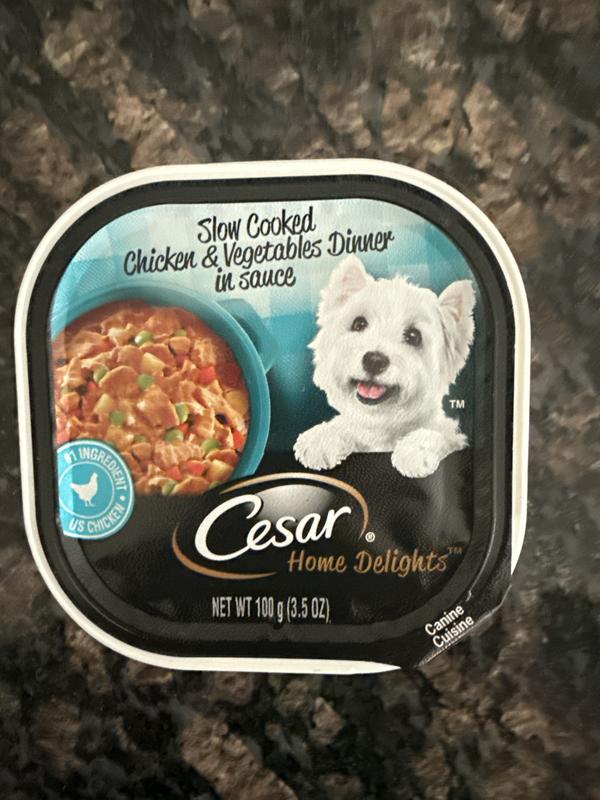 Slow Cooked
Chicken & Vegetables Dinner
in sauce
TM
#1 INGREDIENT
US CHICKEN
Cesar®
Home Delights™
NET WT 100 g (3.5 OZ)
Canine
Cuisine